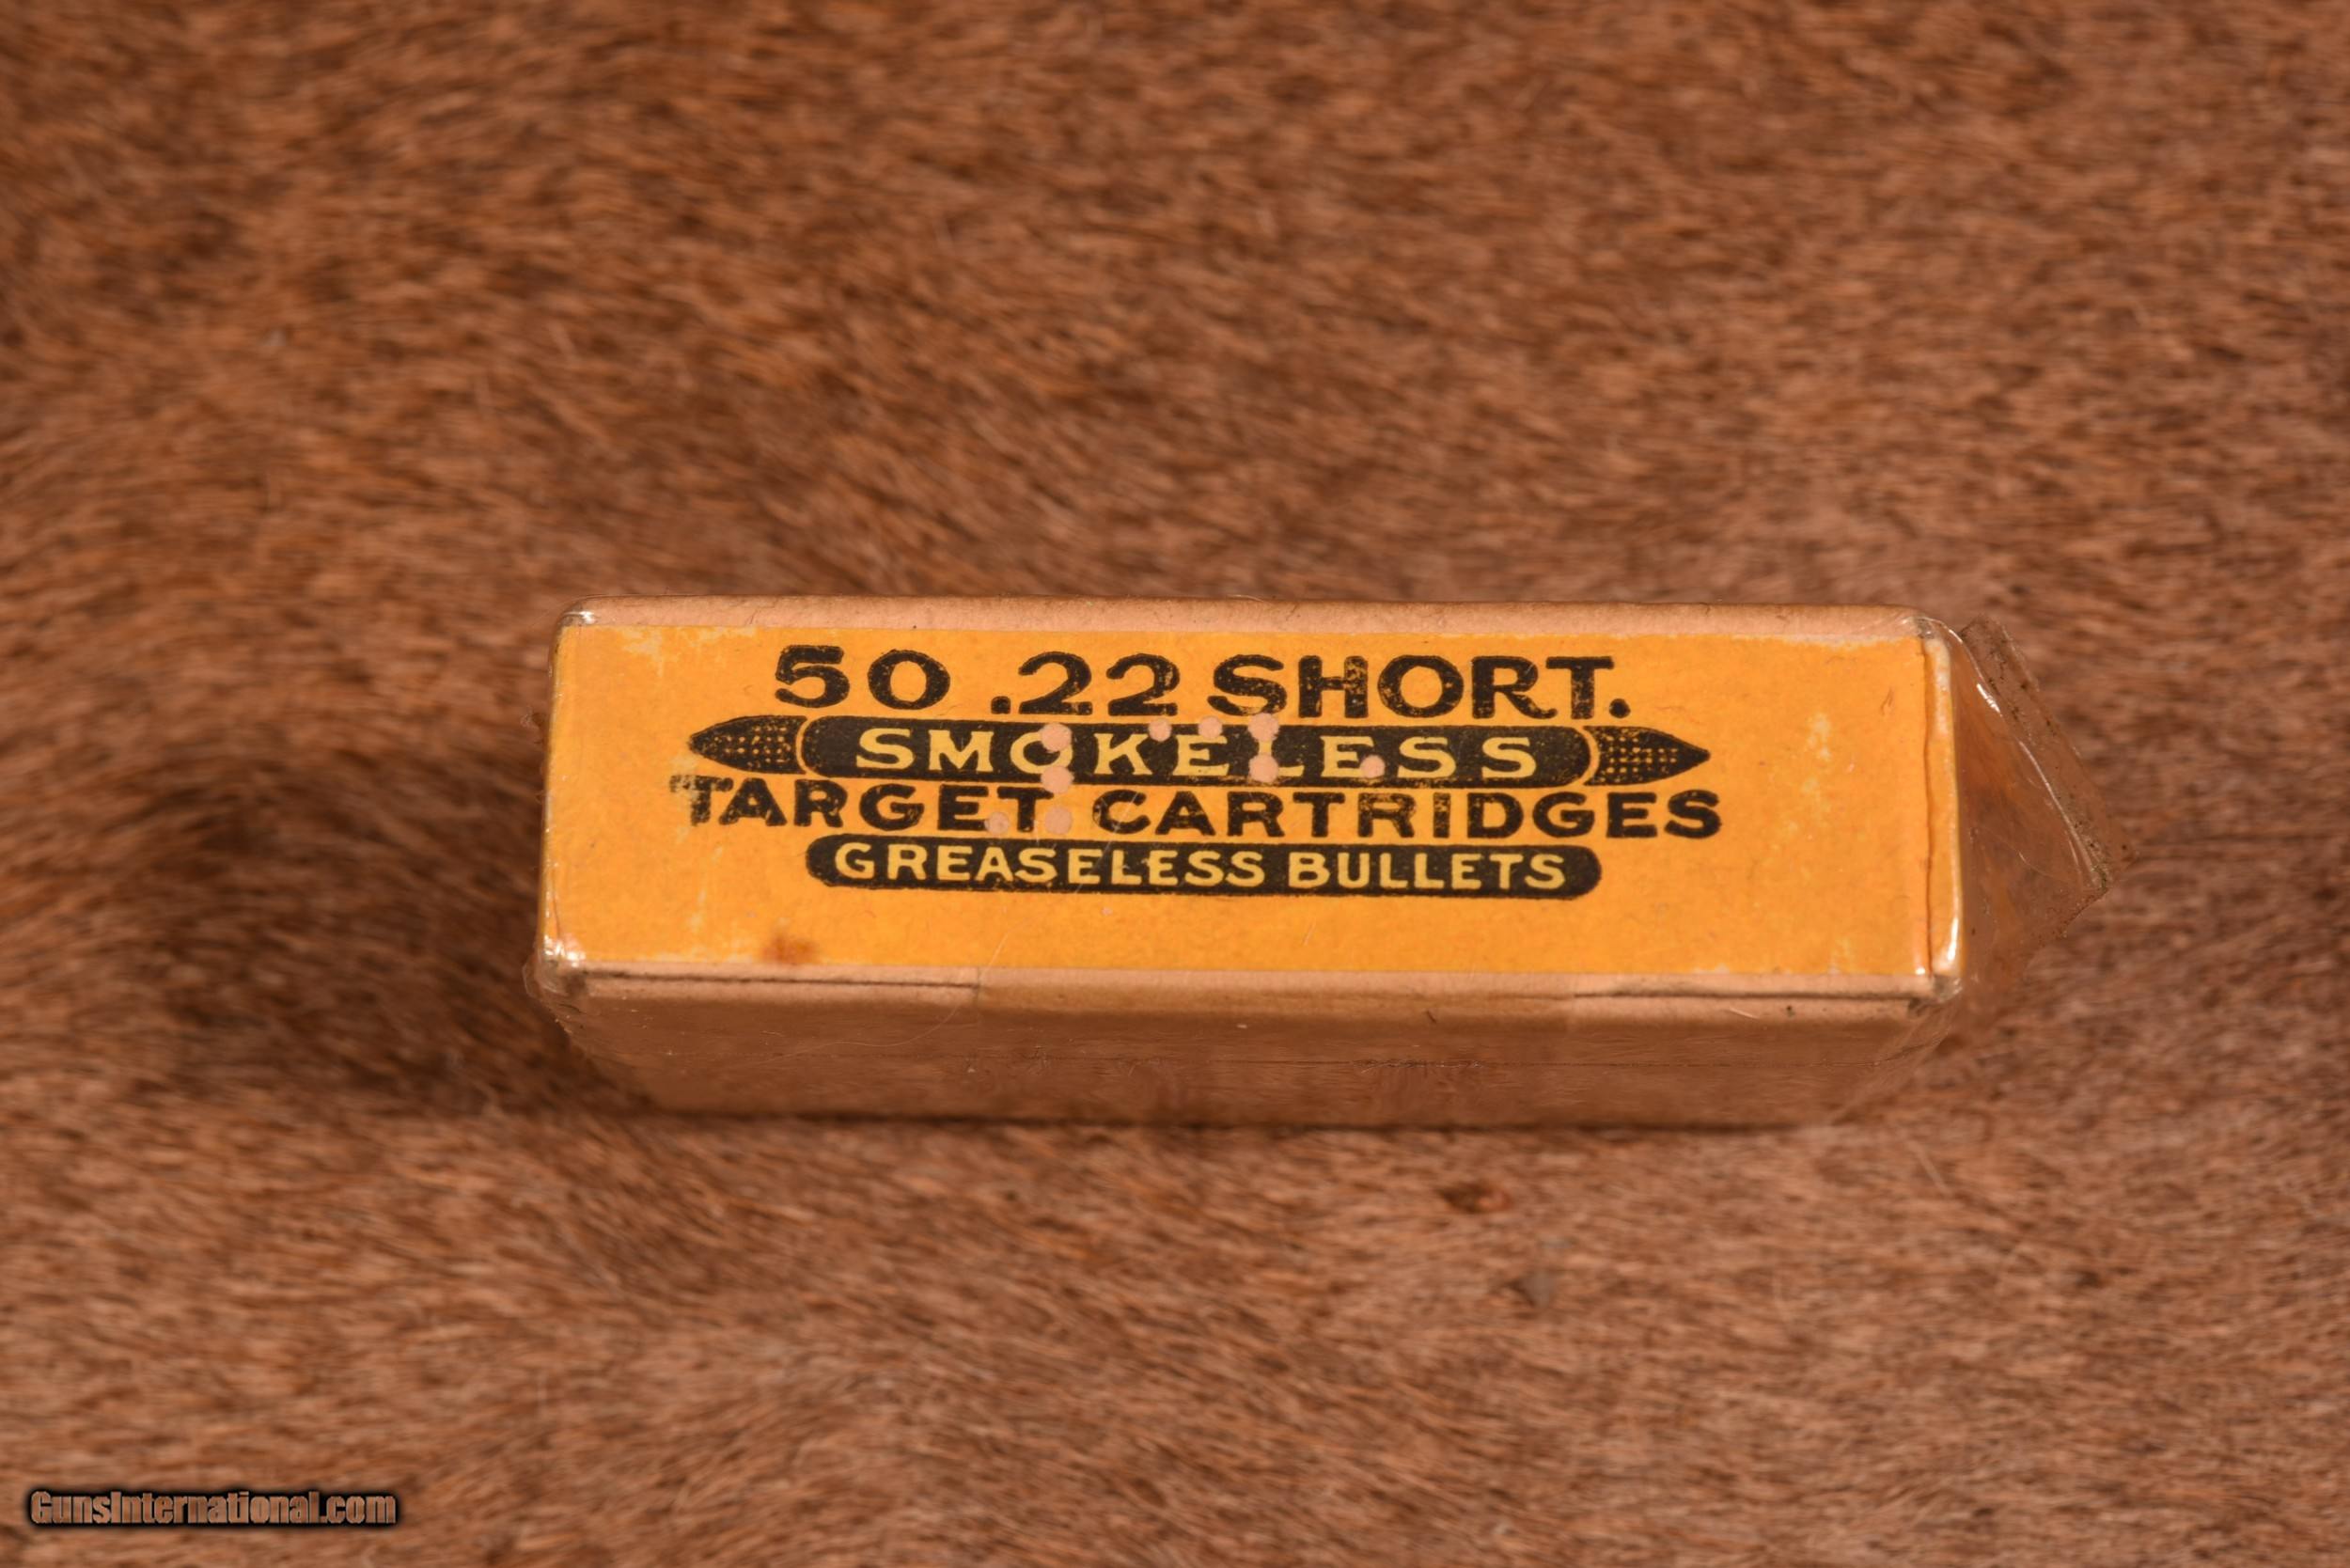 50 .22 SHORT.
SMOKELESS
TARGET CARTRIDGES
GREASELESS BULLETS
GunsInternational.com